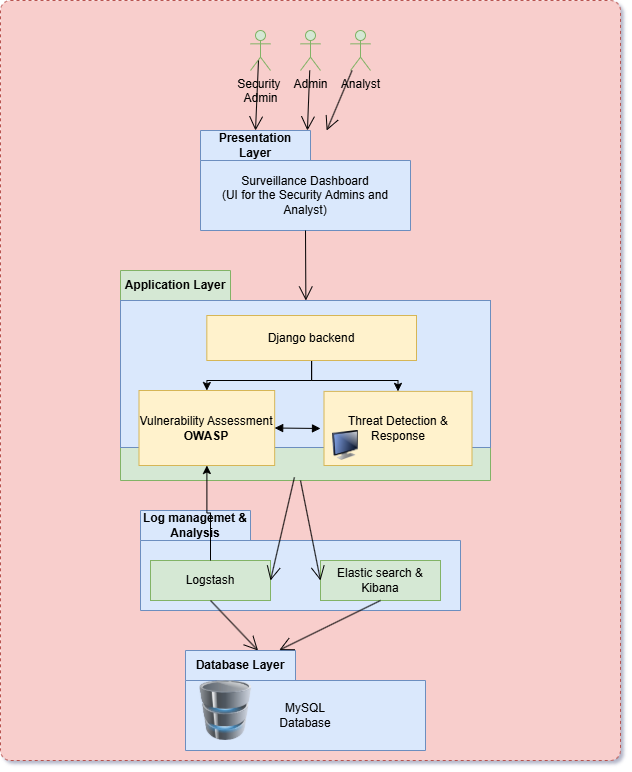 Security
Admin
Admin
Analyst
Presentation
Layer
Surveillance Dashboard
(UI for the Security Admins and
Analyst)
Application Layer
Django backend
Vulnerability Assessment
OWASP
Threat Detection &
Response
Log managemet &
Analysis
Logstash
Elastic search &
Kibana
Database Layer
MySQL
Database